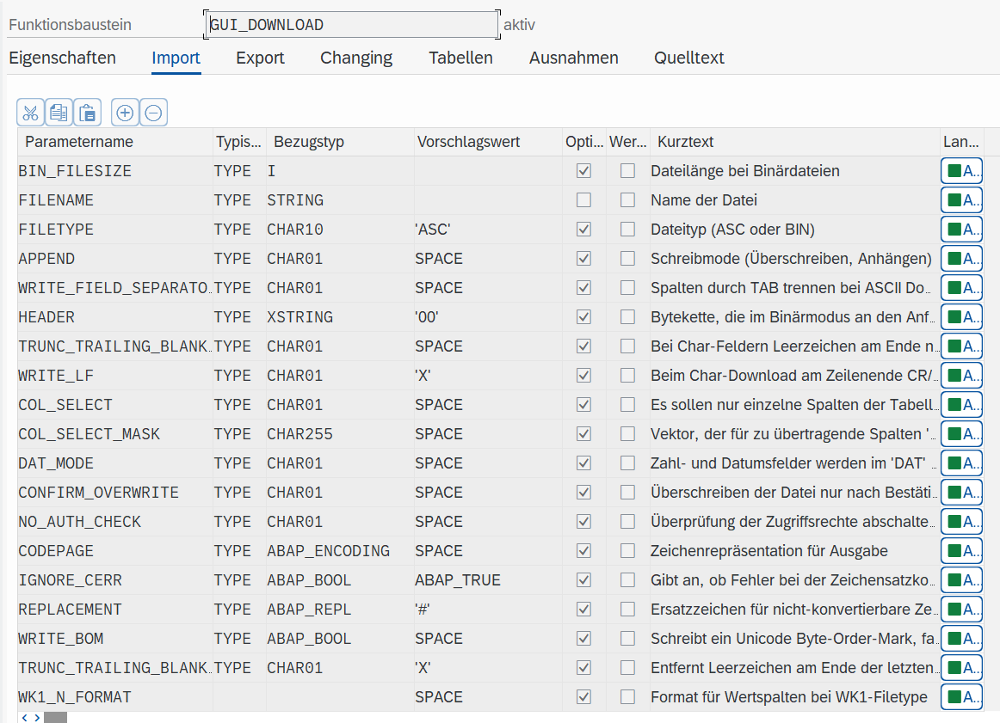 Funktionsbaustein GUI_DOWNLOAD aktiv
Eigenschaften Import Export Changing Tabellen Ausnahmen Quelltext
Parametername Typis... Bezugstyp Vorschlagswert Opti... Wer... Kurztext Lan...
BIN_FILESIZE TYPE I Dateilänge bei Binärdateien A...
FILENAME TYPE STRING Name der Datei A...
FILETYPE TYPE CHAR10 'ASC' Dateityp (ASC oder BIN) A...
APPEND TYPE CHAR01 SPACE Schreibmode (Überschreiben, Anhängen) A...
WRITE_FIELD_SEPARATO... TYPE CHAR01 SPACE Spalten durch TAB trennen bei ASCII Do... A...
HEADER TYPE XSTRING '00' Bytekette, die im Binärmodus an den Anf... A...
TRUNC_TRAILING_BLANK... TYPE CHAR01 SPACE Bei Char-Feldern Leerzeichen am Ende n... A...
WRITE_LF TYPE CHAR01 'X' Beim Char-Download am Zeilenende CR/... A...
COL_SELECT TYPE CHAR01 SPACE Es sollen nur einzelne Spalten der Tabell... A...
COL_SELECT_MASK TYPE CHAR255 SPACE Vektor, der für zu übertragende Spalten '... A...
DAT_MODE TYPE CHAR01 SPACE Zahl- und Datumsfelder werden im 'DAT' ... A...
CONFIRM_OVERWRITE TYPE CHAR01 SPACE Überschreiben der Datei nur nach Bestäti... A...
NO_AUTH_CHECK TYPE CHAR01 SPACE Überprüfung der Zugriffsrechte abschalte... A...
CODEPAGE TYPE ABAP_ENCODING SPACE Zeichenrepräsentation für Ausgabe A...
IGNORE_CERR TYPE ABAP_BOOL ABAP_TRUE Gibt an, ob Fehler bei der Zeichensatzko... A...
REPLACEMENT TYPE ABAP_REPL '#' Ersatzzeichen für nicht-konvertierbare Ze... A...
WRITE_BOM TYPE ABAP_BOOL SPACE Schreibt ein Unicode Byte-Order-Mark, fa... A...
TRUNC_TRAILING_BLANK... TYPE CHAR01 'X' Entfernt Leerzeichen am Ende der letzten... A...
WK1_N_FORMAT SPACE Format für Wertspalten bei WK1-Filetype A...